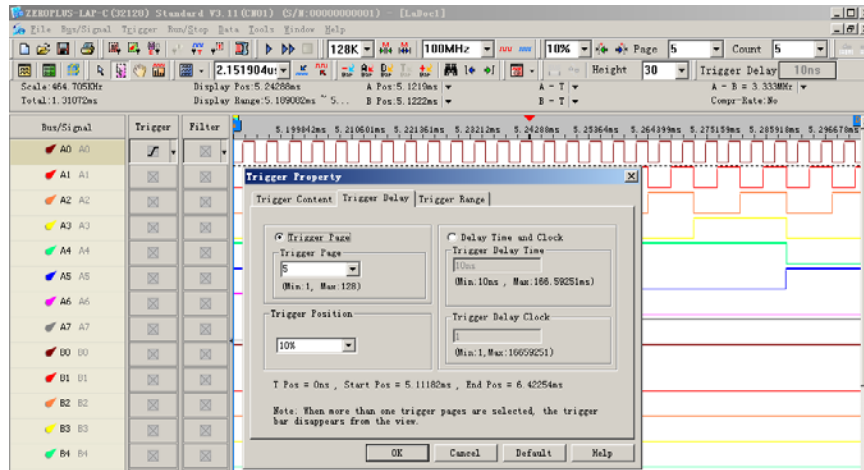 ZEROPLUS-LAP-C(32128) Standard V3.11(CN01) (S/N:00000000001) - [LaDoc1]
File Bus/Signal Trigger Run/Stop Data Tools Window Help
128K 100MHz 10% Page 5 Count 5
2.151904us Height 30 Trigger Delay 10ns
Scale:464.705KHz Display Pos:5.24288ms A Pos:5.1219ms A - T A - B = 3.333MHz
Total:1.31072ms Display Range:5.189082ms ~ 5... B Pos:5.1222ms B - T Compr-Rate:No
Bus/Signal Trigger Filter 5.199842ms 5.210601ms 5.221361ms 5.23212ms 5.24288ms 5.25364ms 5.264399ms 5.275159ms 5.285918ms 5.296678ms
A0 A0
A1 A1
A2 A2
A3 A3
A4 A4
A5 A5
A6 A6
A7 A7
B0 B0
B1 B1
B2 B2
B3 B3
B4 B4
Trigger Property
Trigger Content Trigger Delay Trigger Range
Trigger Page
Trigger Page
5
(Min:1, Max:128)
Trigger Position
10%
Delay Time and Clock
Trigger Delay Time
10ns
(Min:10ns , Max:166.59251ms)
Trigger Delay Clock
1
(Min:1,Max:16659251)
T Pos = 0ns , Start Pos = 5.11182ms , End Pos = 6.42254ms
Note: When more than one trigger pages are selected, the trigger
bar disappears from the view.
OK Cancel Default Help